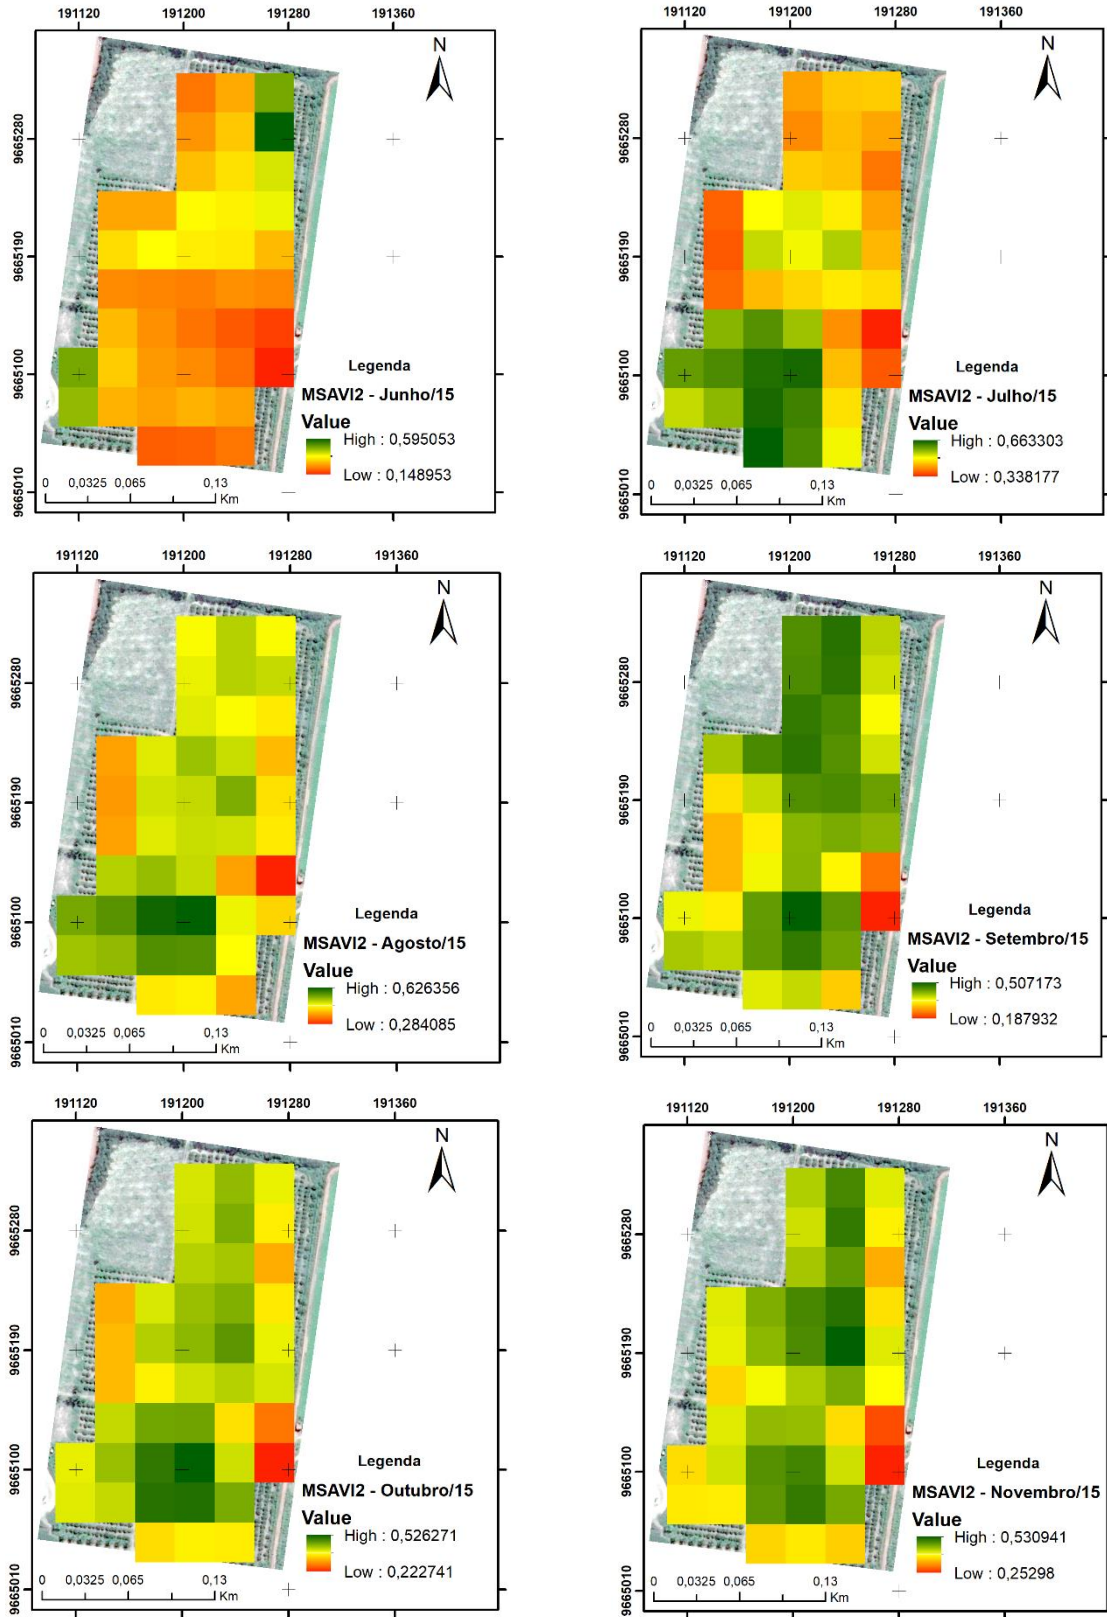 191120 191200 191280 191360
N
9665280
9665190
9665100
9665010
Legenda
MSAVI2 - Junho/15
Value
High : 0,595053
Low : 0,148953
0 0,0325 0,065 0,13
Km
191120 191200 191280 191360
N
9665280
9665190
9665100
9665010
Legenda
MSAVI2 - Julho/15
Value
High : 0,663303
Low : 0,338177
0 0,0325 0,065 0,13
Km
191120 191200 191280 191360
N
9665280
9665190
9665100
9665010
Legenda
MSAVI2 - Agosto/15
Value
High : 0,626356
Low : 0,284085
0 0,0325 0,065 0,13
Km
191120 191200 191280 191360
N
9665280
9665190
9665100
9665010
Legenda
MSAVI2 - Setembro/15
Value
High : 0,507173
Low : 0,187932
0 0,0325 0,065 0,13
Km
191120 191200 191280 191360
N
9665280
9665190
9665100
9665010
Legenda
MSAVI2 - Outubro/15
Value
High : 0,526271
Low : 0,222741
0 0,0325 0,065 0,13
Km
191120 191200 191280 191360
N
9665280
9665190
9665100
9665010
Legenda
MSAVI2 - Novembro/15
Value
High : 0,530941
Low : 0,25298
0 0,0325 0,065 0,13
Km